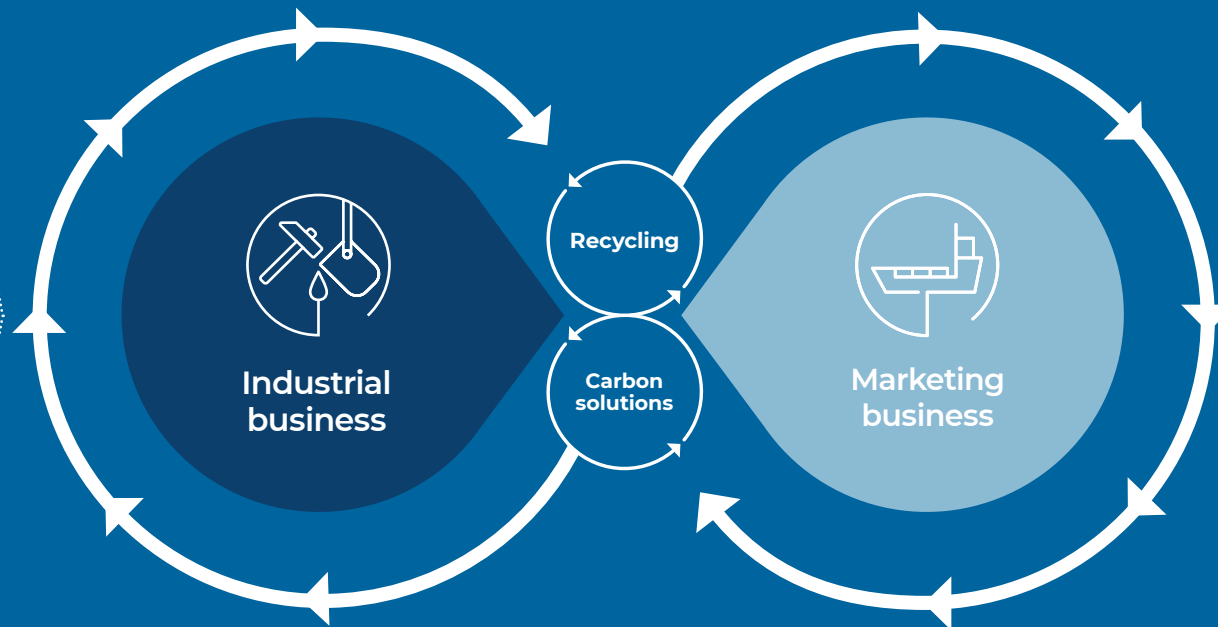 Industrial
business
Recycling
Carbon
solutions
Marketing
business